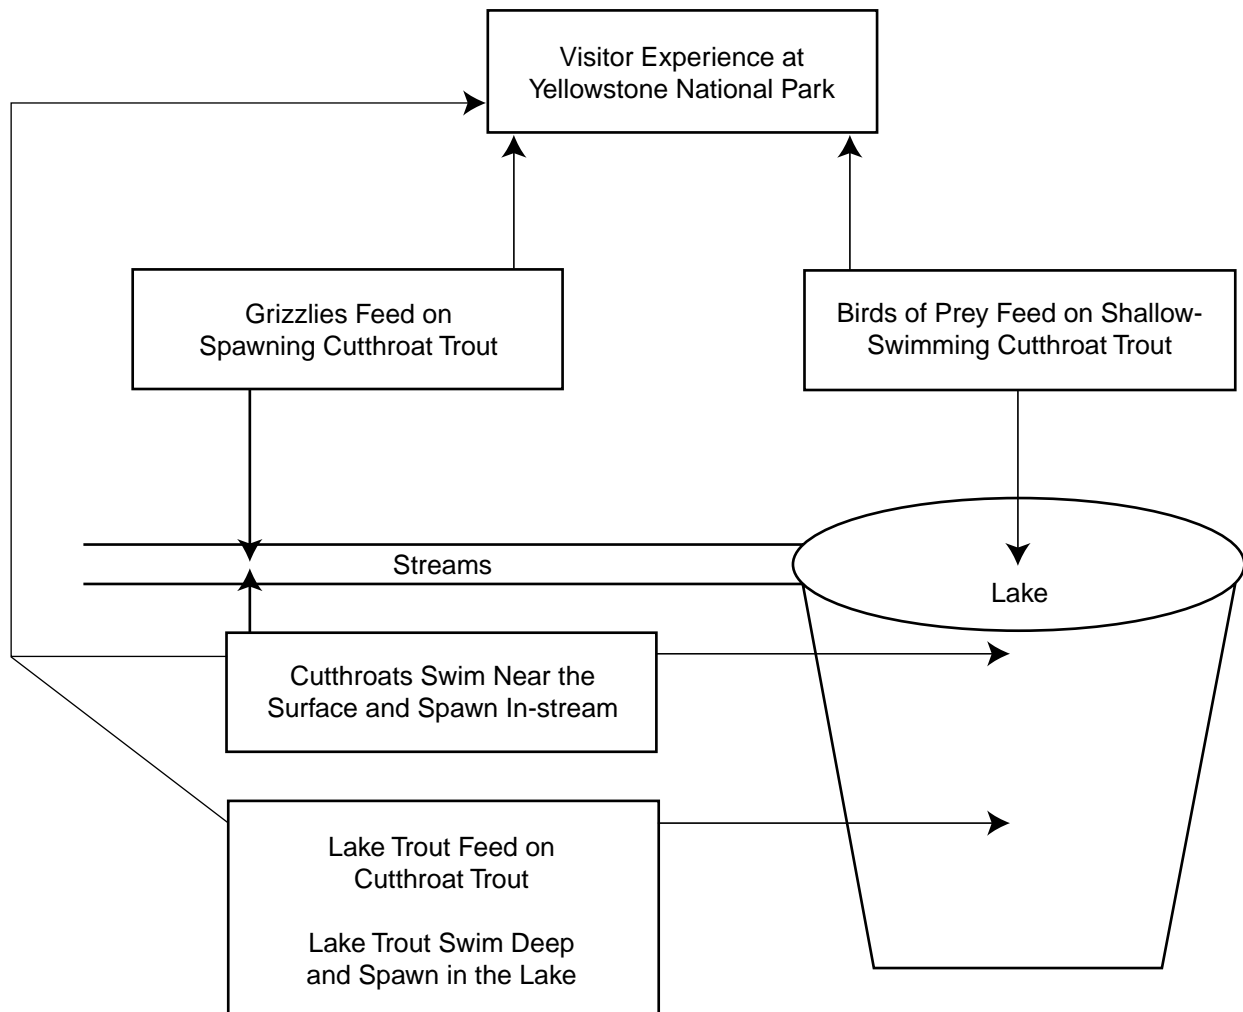 Visitor Experience at
Yellowstone National Park
Grizzlies Feed on
Spawning Cutthroat Trout
Birds of Prey Feed on Shallow-
Swimming Cutthroat Trout
Streams
Lake
Cutthroats Swim Near the
Surface and Spawn In-stream
Lake Trout Feed on
Cutthroat Trout
Lake Trout Swim Deep
and Spawn in the Lake